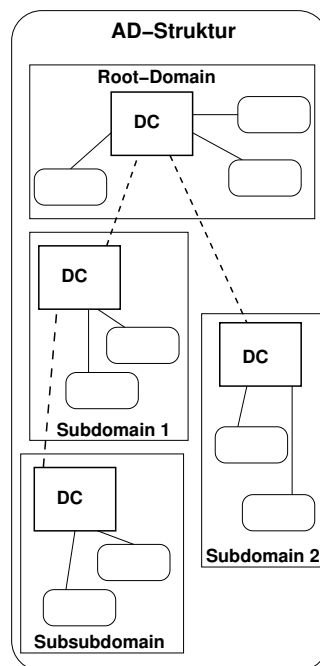 AD-Struktur
Root-Domain
DC
DC
Subdomain 1
DC
Subdomain 2
DC
Subsubdomain